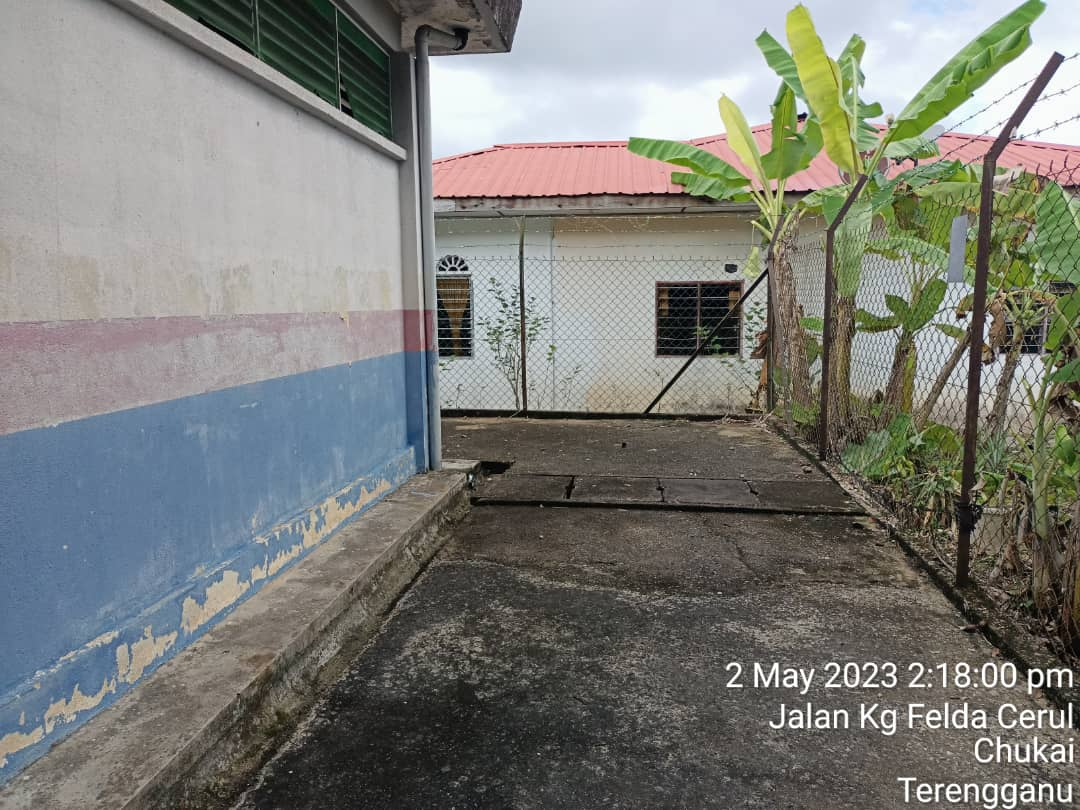 2 May 2023 2:18:00 pm
Jalan Kg Felda Cerul
Chukai
Terengganu